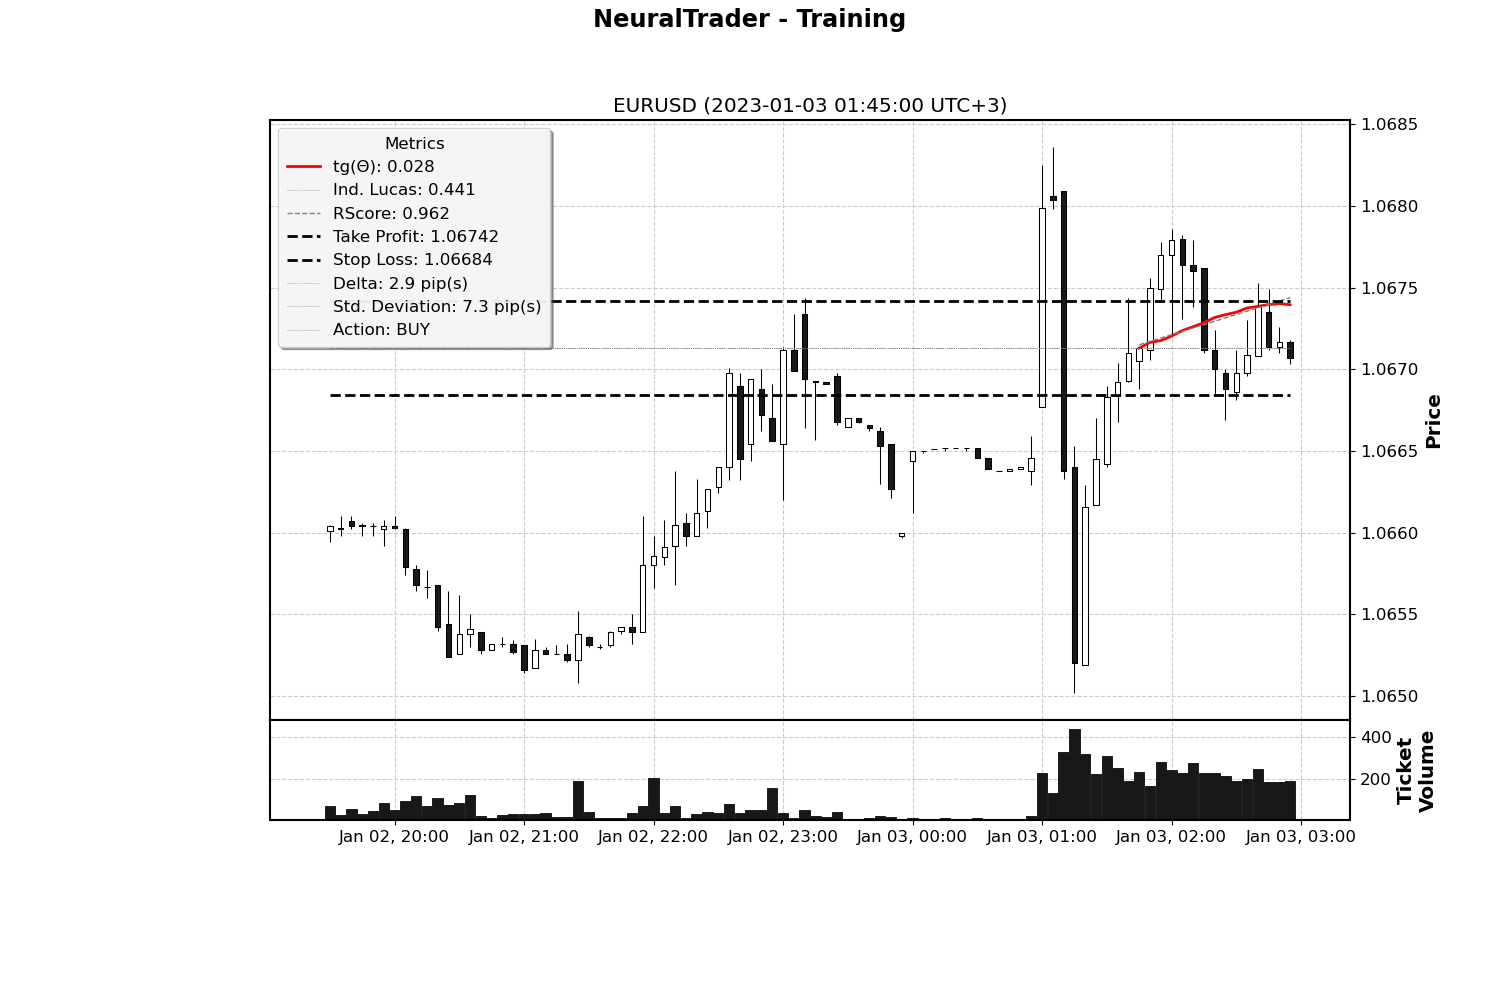 NeuralTrader - Training
EURUSD (2023-01-03 01:45:00 UTC+3)
Metrics
tg(Θ): 0.028
Ind. Lucas: 0.441
RScore: 0.962
Take Profit: 1.06742
Stop Loss: 1.06684
Delta: 2.9 pip(s)
Std. Deviation: 7.3 pip(s)
Action: BUY
1.0685
1.0680
1.0675
1.0670
1.0665
1.0660
1.0655
1.0650
Price
400
200
Ticket
Volume
Jan 02, 20:00
Jan 02, 21:00
Jan 02, 22:00
Jan 02, 23:00
Jan 03, 00:00
Jan 03, 01:00
Jan 03, 02:00
Jan 03, 03:00